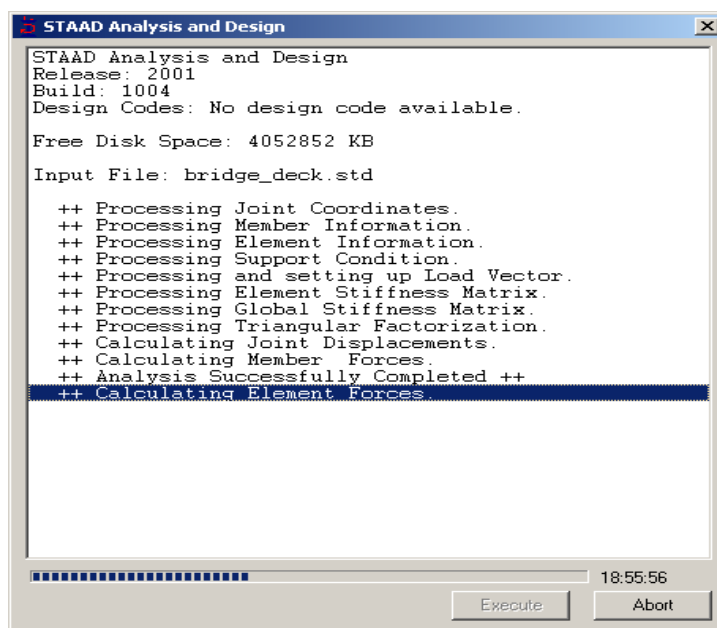 STAAD Analysis and Design
STAAD Analysis and Design
Release: 2001
Build: 1004
Design Codes: No design code available.
Free Disk Space: 4052852 KB
Input File: bridge_deck.std
++ Processing Joint Coordinates.
++ Processing Member Information.
++ Processing Element Information.
++ Processing Support Condition.
++ Processing and setting up Load Vector.
++ Processing Element Stiffness Matrix.
++ Processing Global Stiffness Matrix.
++ Processing Triangular Factorization.
++ Calculating Joint Displacements.
++ Calculating Member  Forces.
++ Analysis Successfully Completed ++
++ Calculating Element Forces.
18:55:56
Execute Abort